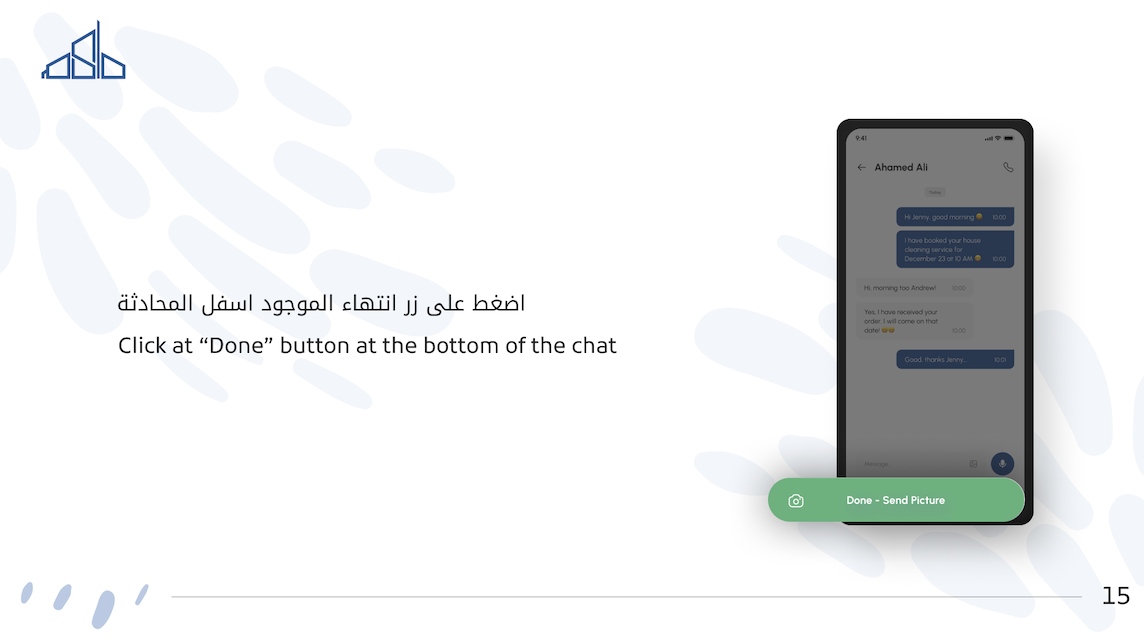 اضغط على زر انتهاء الموجود اسفل المحادثة
Click at “Done” button at the bottom of the chat
9:41
Ahamed Ali
Today
Hi Jenny, good morning 😄 10:00
I have booked your house
cleaning service for
December 23 at 10 AM 😄 10:00
Hi, morning too Andrew! 10:00
Yes, I have received your
order. I will come on that
date! 😄😄 10:00
Good, thanks Jenny, 10:01
Message
Done - Send Picture
15